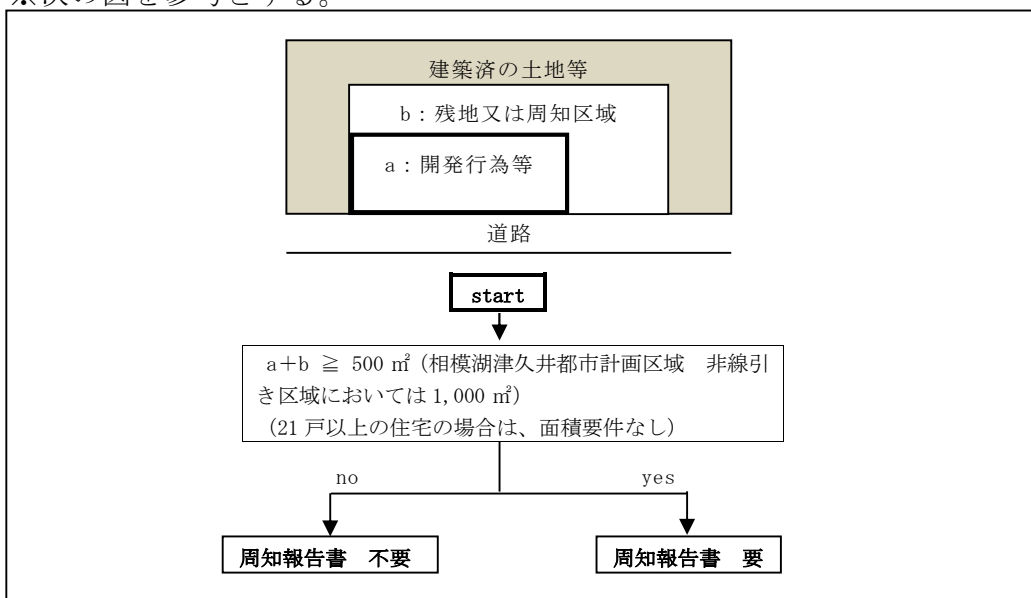 ※次の図を参考とする。
建築済の土地等
b：残地又は周知区域
a：開発行為等
道路
start
a＋b ≧ 500 ㎡（相模湖津久井都市計画区域　非線引
き区域においては 1,000 ㎡）
（21 戸以上の住宅の場合は、面積要件なし）
no
yes
周知報告書　不要
周知報告書　要